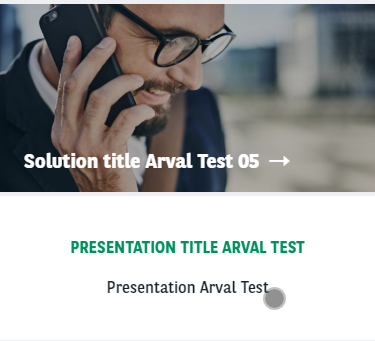 Solution title Arval Test 05 →
PRESENTATION TITLE ARVAL TEST
Presentation Arval Test